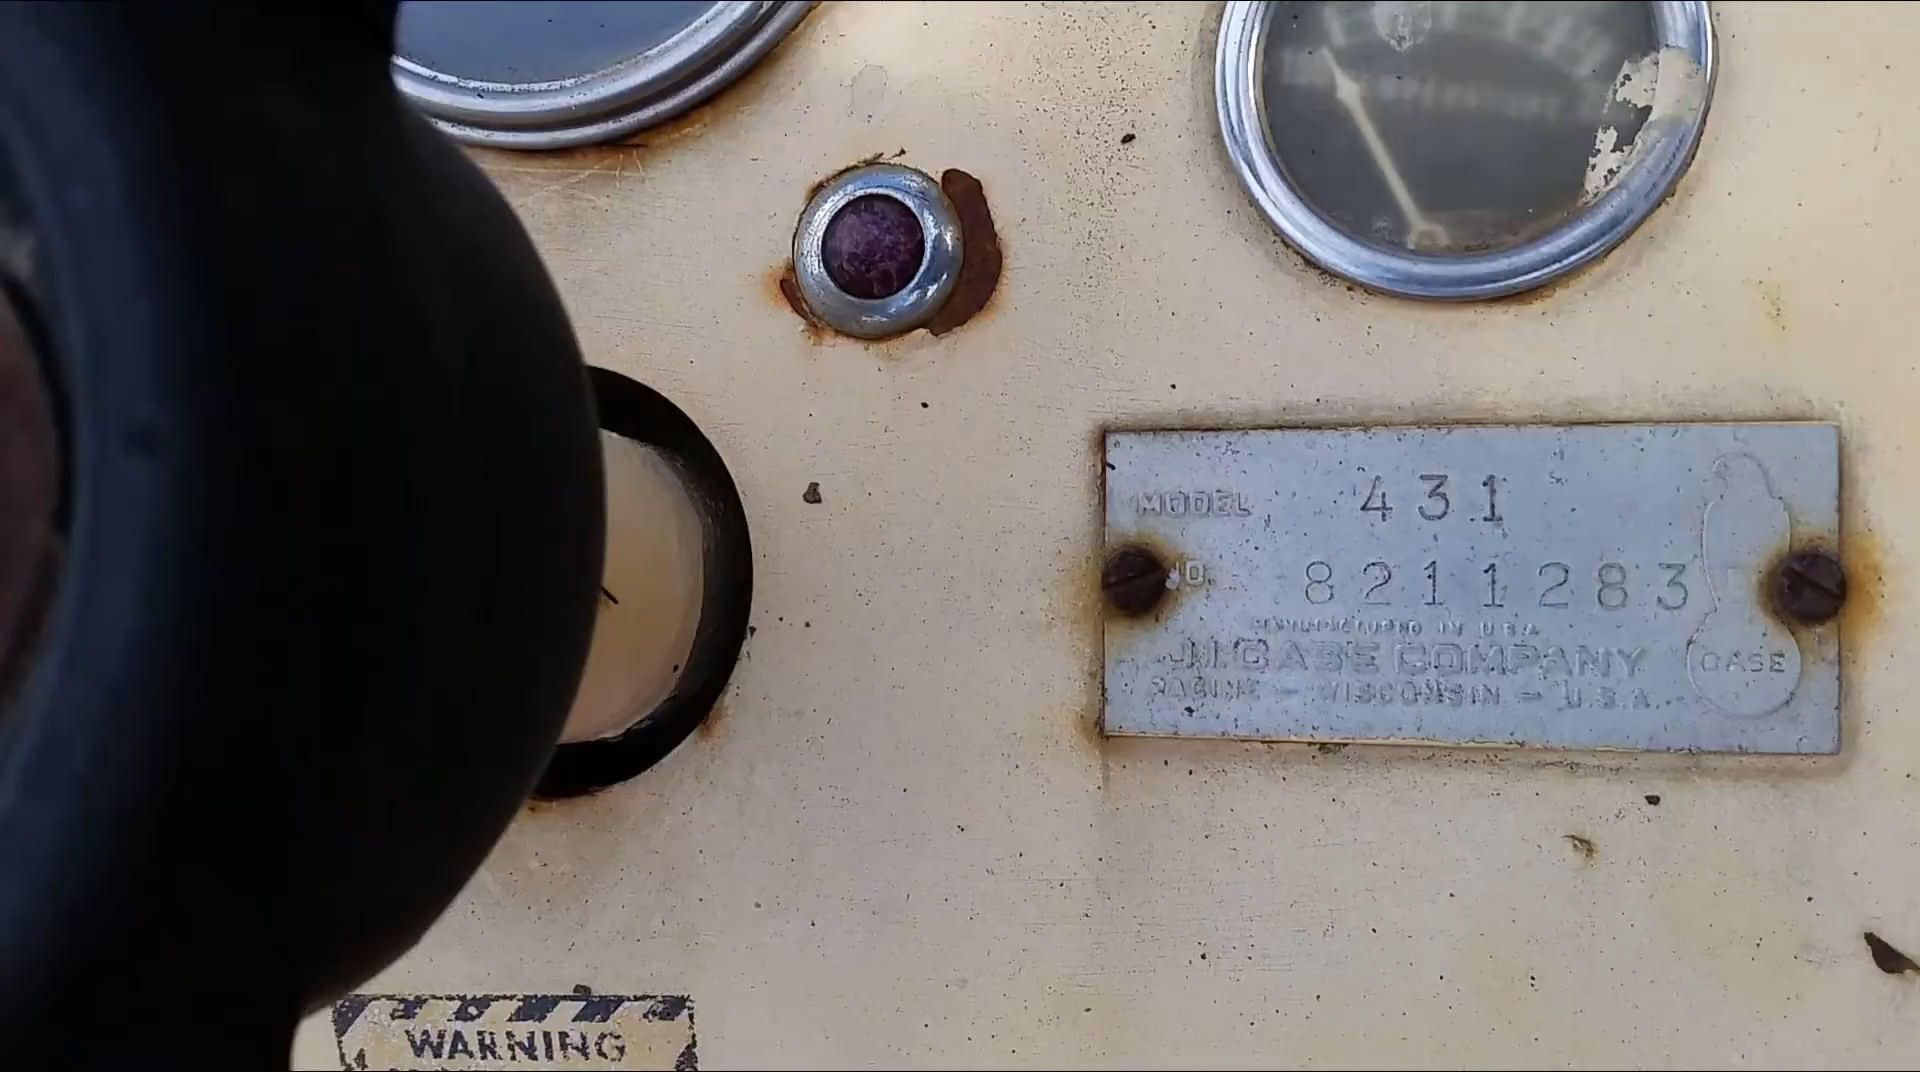 MODEL 431
NO. 8211283
MANUFACTURED IN U.S.A.
J.I. CASE COMPANY
RACINE - WISCONSIN - U.S.A.
CASE
WARNING